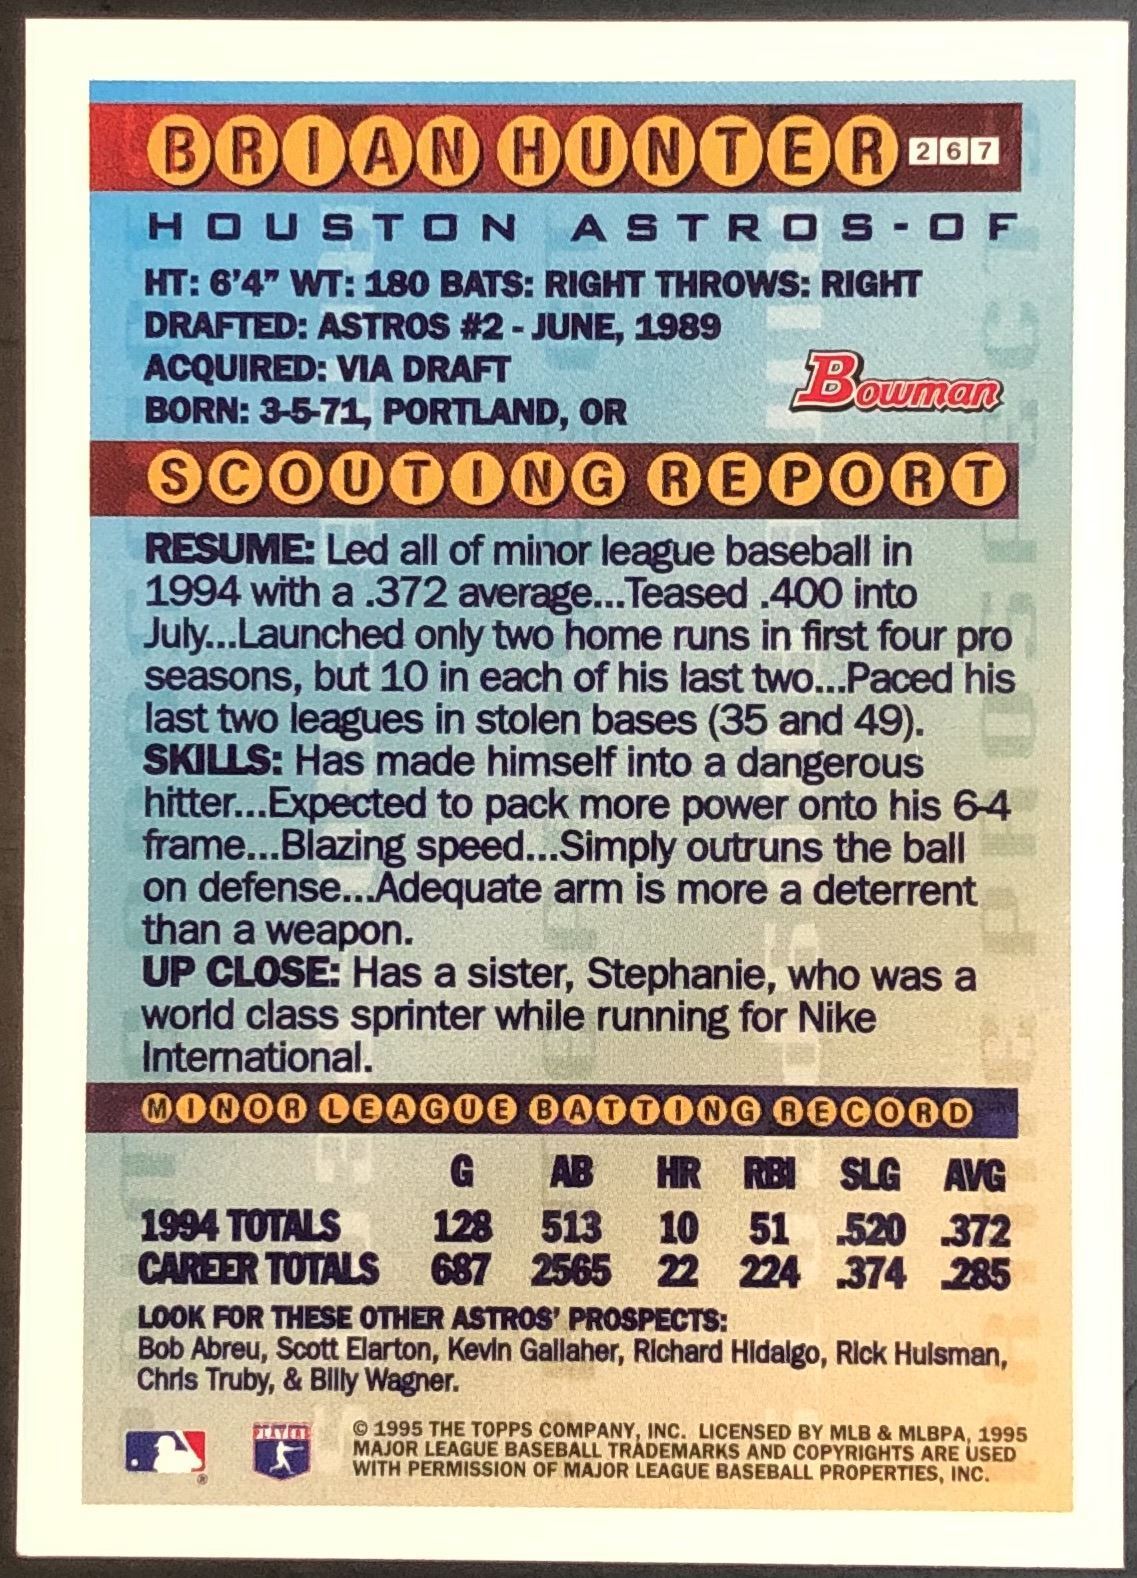 BRIAN HUNTER 267
HOUSTON ASTROS-OF
HT: 6'4" WT: 180 BATS: RIGHT THROWS: RIGHT
DRAFTED: ASTROS #2 - JUNE, 1989
ACQUIRED: VIA DRAFT
BORN: 3-5-71, PORTLAND, OR
Bowman
SCOUTING REPORT
RESUME: Led all of minor league baseball in
1994 with a .372 average...Teased .400 into
July...Launched only two home runs in first four pro
seasons, but 10 in each of his last two...Paced his
last two leagues in stolen bases (35 and 49).
SKILLS: Has made himself into a dangerous
hitter...Expected to pack more power onto his 6-4
frame...Blazing speed...Simply outruns the ball
on defense...Adequate arm is more a deterrent
than a weapon.
UP CLOSE: Has a sister, Stephanie, who was a
world class sprinter while running for Nike
International.
MINOR LEAGUE BATTING RECORD
G AB HR RBI SLG AVG
1994 TOTALS 128 513 10 51 .520 .372
CAREER TOTALS 687 2565 22 224 .374 .285
LOOK FOR THESE OTHER ASTROS' PROSPECTS:
Bob Abreu, Scott Elarton, Kevin Gallaher, Richard Hidalgo, Rick Huisman,
Chris Truby, & Billy Wagner.
PLAYERS
© 1995 THE TOPPS COMPANY, INC. LICENSED BY MLB & MLBPA, 1995
MAJOR LEAGUE BASEBALL TRADEMARKS AND COPYRIGHTS ARE USED
WITH PERMISSION OF MAJOR LEAGUE BASEBALL PROPERTIES, INC.